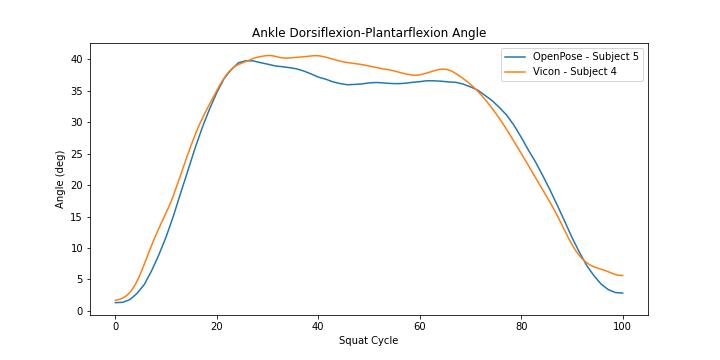 Ankle Dorsiflexion-Plantarflexion Angle
OpenPose - Subject 5
Vicon - Subject 4
Angle (deg)
40
35
30
25
20
15
10
5
0
0 20 40 60 80 100
Squat Cycle